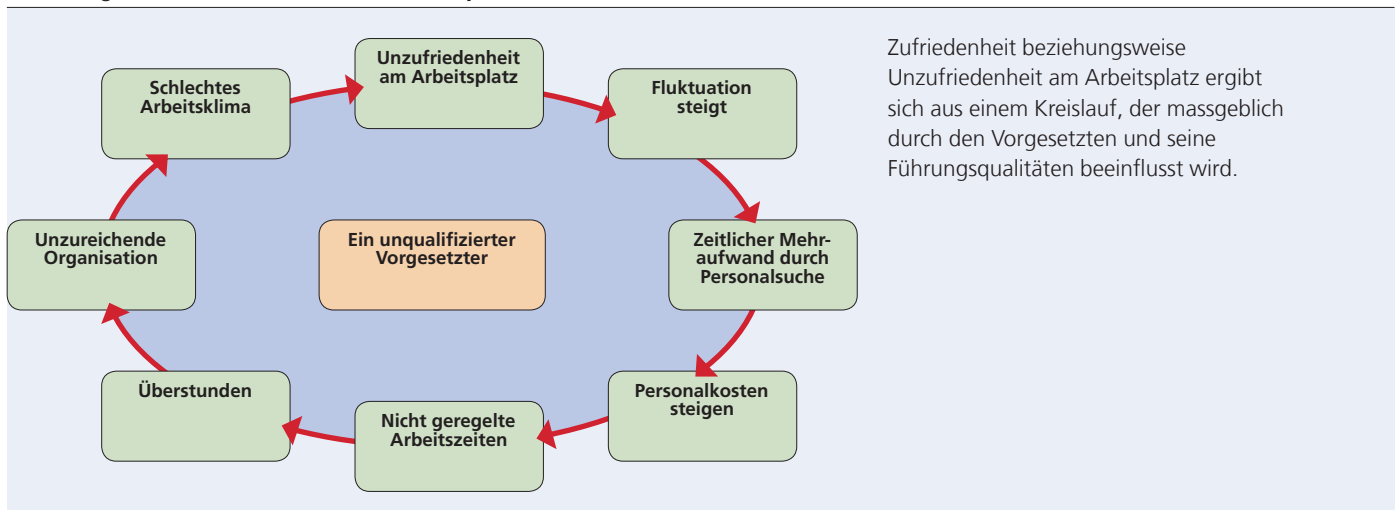 Unzufriedenheit
am Arbeitsplatz
Fluktuation
steigt
Zeitlicher Mehr-
aufwand durch
Personalsuche
Personalkosten
steigen
Nicht geregelte
Arbeitszeiten
Überstunden
Unzureichende
Organisation
Schlechtes
Arbeitsklima
Ein unqualifizierter
Vorgesetzter
Zufriedenheit beziehungsweise
Unzufriedenheit am Arbeitsplatz ergibt
sich aus einem Kreislauf, der massgeblich
durch den Vorgesetzten und seine
Führungsqualitäten beeinflusst wird.